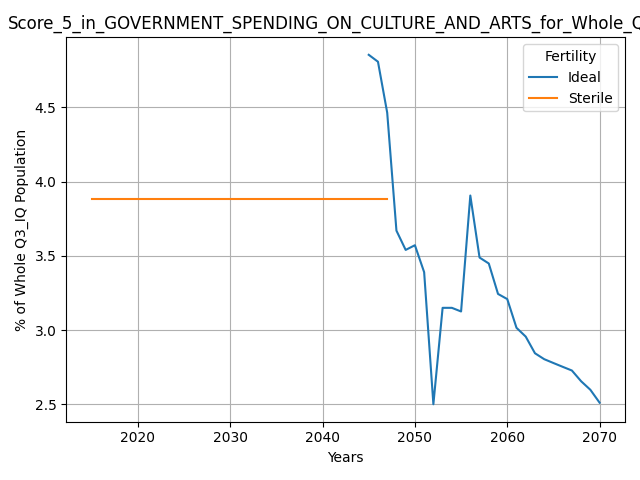 Score_5_in_GOVERNMENT_SPENDING_ON_CULTURE_AND_ARTS_for_Whole_Q
Fertility
Ideal
Sterile
% of Whole Q3_IQ Population
4.5
4.0
3.5
3.0
2.5
2020 2030 2040 2050 2060 2070
Years